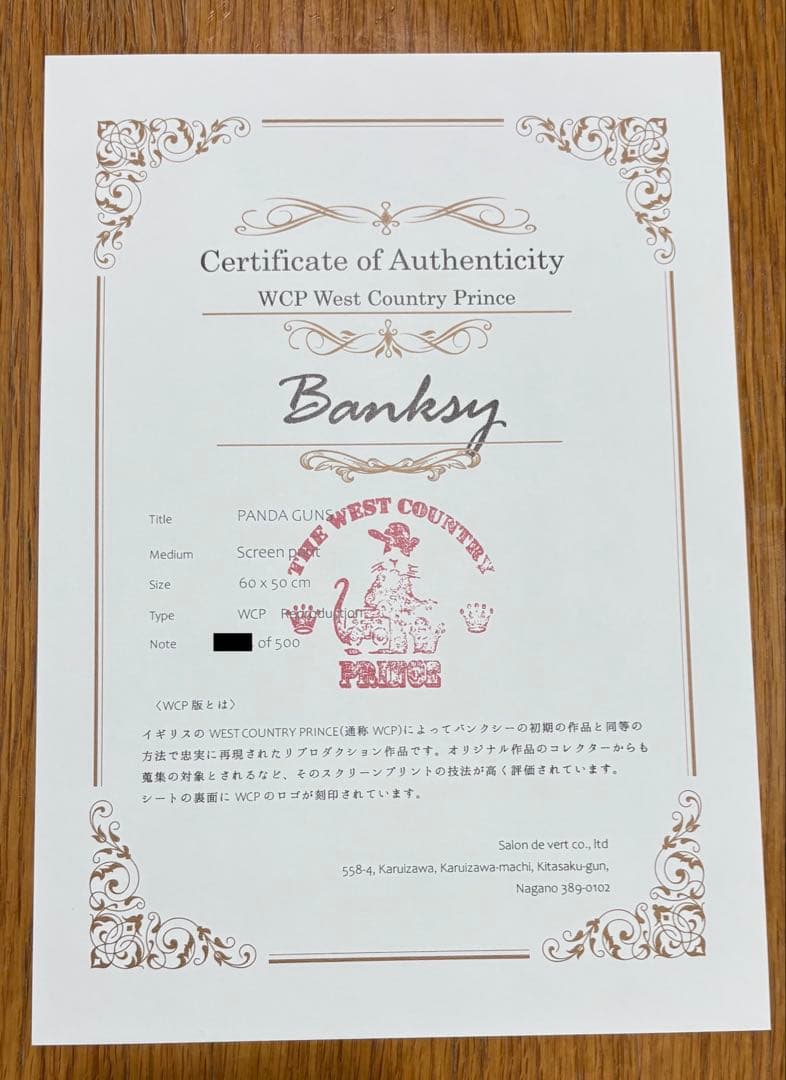 Certificate of Authenticity
WCP West Country Prince
Banksy
Title PANDA GUNS
Medium Screen print
Size 60 x 50 cm
Type WCP Reproduction
Note of 500
THE WEST COUNTRY
PRINCE
〈WCP 版とは〉
イギリスの WEST COUNTRY PRINCE(通称 WCP)によってバンクシーの初期の作品と同等の
方法で忠実に再現されたリプロダクション作品です。オリジナル作品のコレクターからも
蒐集の対象とされるなど、そのスクリーンプリントの技法が高く評価されています。
シートの裏面に WCP のロゴが刻印されています。
Salon de vert co., ltd
558-4, Karuizawa, Karuizawa-machi, Kitasaku-gun,
Nagano 389-0102